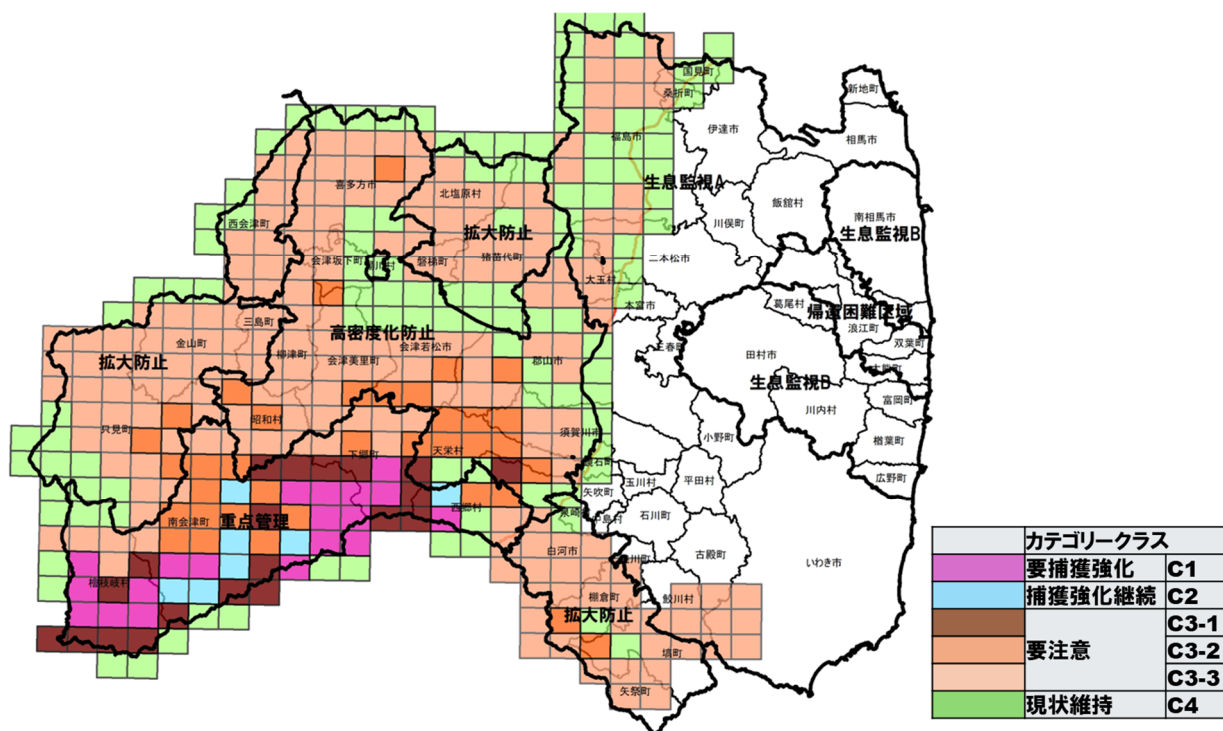 国見町
新地町
桑折町
伊達市
福島市
相馬市
喜多方市
生息監視A
飯舘村
北塩原村
西会津町
川俣町
南相馬市
拡大防止
生息監視B
会津坂下町
磐梯町
猪苗代町
二本松市
大玉村
葛尾村
本宮市
帰還困難区域
三島町
浪江町
高密度化防止
金山町
双葉町
会津若松市
柳津町
会津美里町
拡大防止
郡山市
田村市
生息監視B
富岡町
川内村
昭和村
只見町
須賀川市
小野町
楢葉町
下郷町
天栄村
広野町
玉川村
平田村
矢吹町
西郷村
石川町
南会津町
重点管理
中島村
白河市
古殿町
いわき市
檜枝岐村
棚倉町
鮫川村
拡大防止
塙町
矢祭町
カテゴリークラス
要捕獲強化 C1
捕獲強化継続 C2
要注意 C3-1
C3-2
C3-3
現状維持 C4